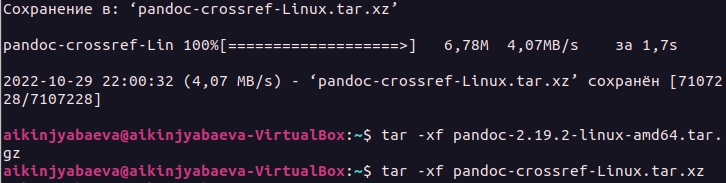 Сохранение в: ‘pandoc-crossref-Linux.tar.xz’
pandoc-crossref-Lin 100%[===================>]   6,78M  4,07MB/s    за 1,7s
2022-10-29 22:00:32 (4,07 MB/s) - ‘pandoc-crossref-Linux.tar.xz’ сохранён [71072
28/7107228]
aikinjyabaeva@aikinjyabaeva-VirtualBox:~$ tar -xf pandoc-2.19.2-linux-amd64.tar.
gz
aikinjyabaeva@aikinjyabaeva-VirtualBox:~$ tar -xf pandoc-crossref-Linux.tar.xz